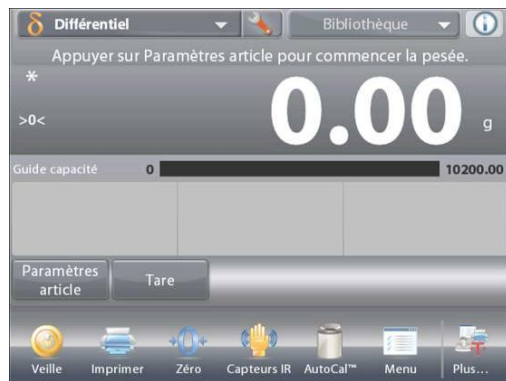 δ Différentiel Bibliothèque
Appuyer sur Paramètres article pour commencer la pesée.
*
>0< 0.00 g
Guide capacité 0 10200.00
Paramètres article Tare
Veille Imprimer Zéro Capteurs IR AutoCal™ Menu Plus...